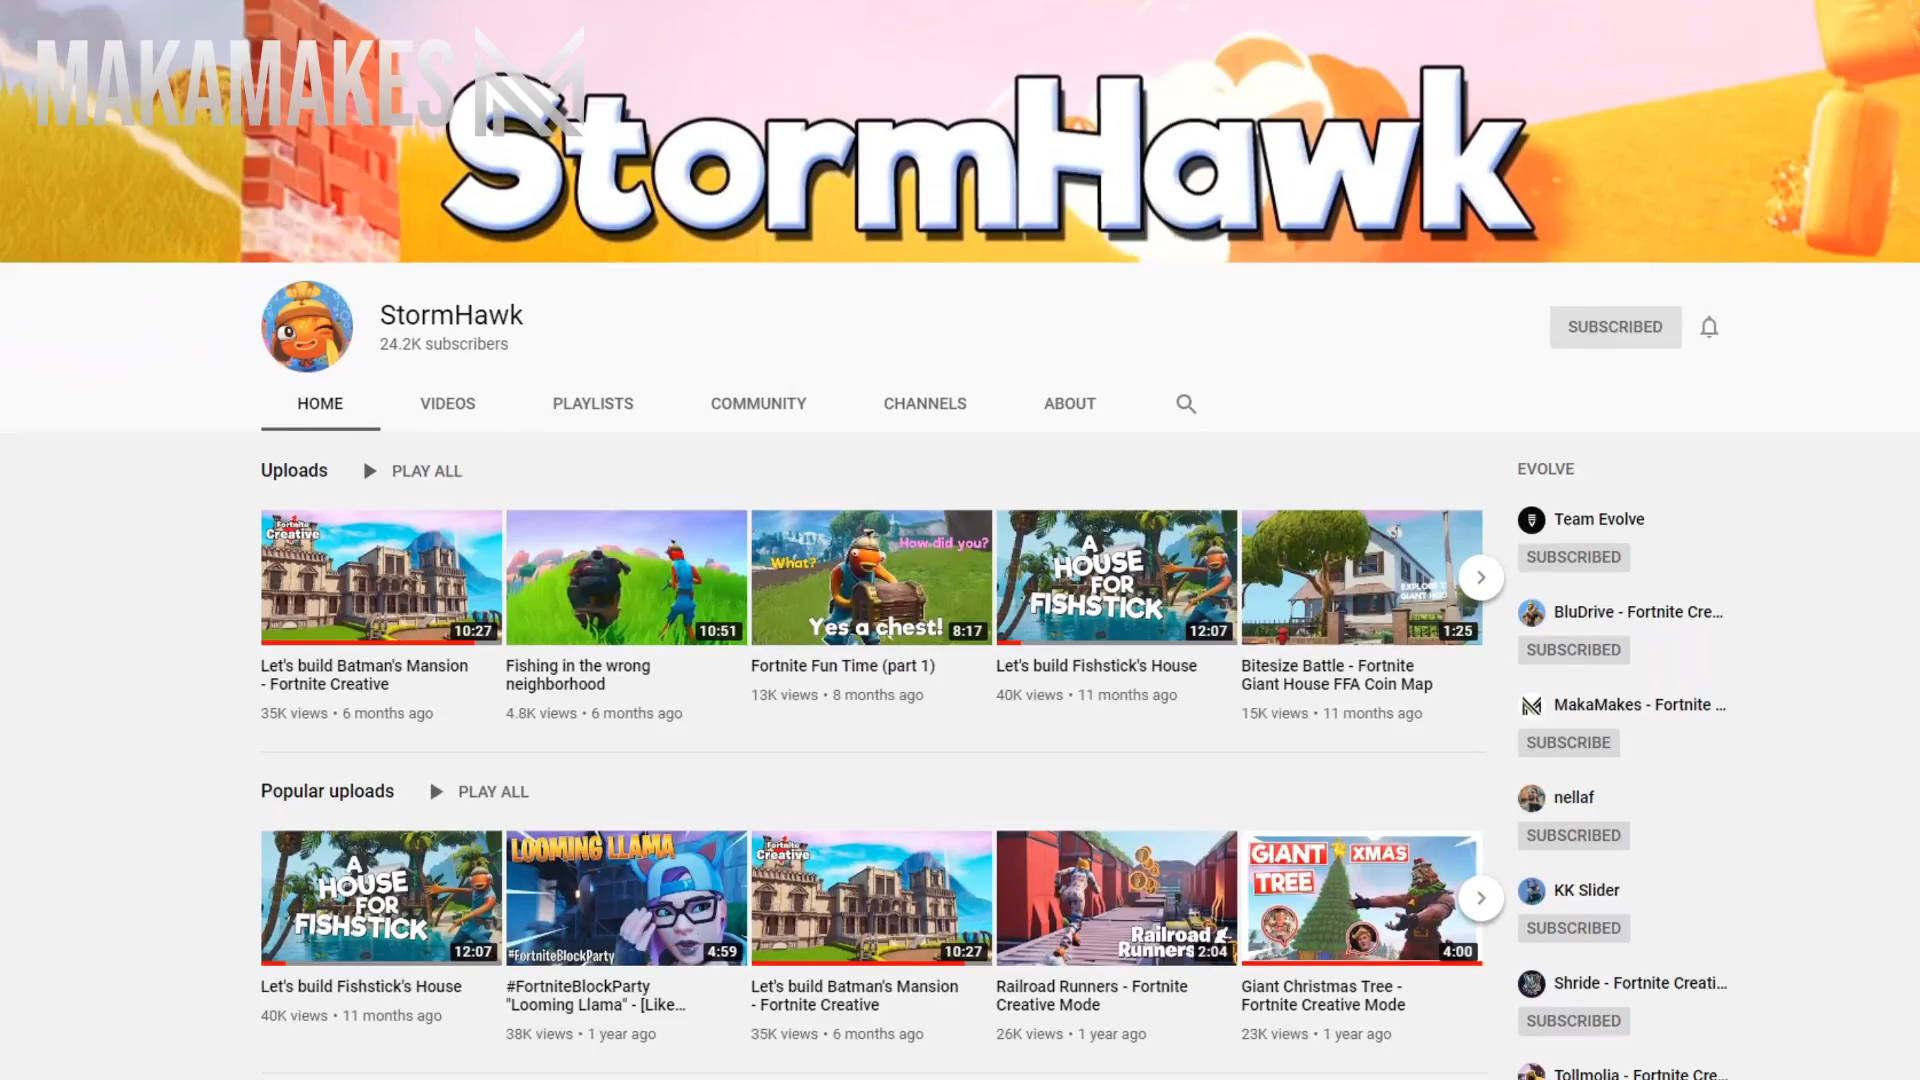 MAKAMAKES
StormHawk
StormHawk
24.2K subscribers
SUBSCRIBED
HOME
VIDEOS
PLAYLISTS
COMMUNITY
CHANNELS
ABOUT
Uploads
PLAY ALL
Fortnite
Creative
10:27
10:51
What?
How did you?
Yes a chest!
8:17
A
HOUSE
FOR
FISHSTICK
12:07
1:25
Let's build Batman's Mansion
- Fortnite Creative
35K views • 6 months ago
Fishing in the wrong
neighborhood
4.8K views • 6 months ago
Fortnite Fun Time (part 1)
13K views • 8 months ago
Let's build Fishstick's House
40K views • 11 months ago
Bitesize Battle - Fortnite
Giant House FFA Coin Map
15K views • 11 months ago
Popular uploads
PLAY ALL
A
HOUSE
FOR
FISHSTICK
12:07
LOOMING LLAMA
#FortniteBlockParty
4:59
Fortnite
Creative
10:27
Railroad
Runners
2:04
GIANT XMAS
TREE
4:00
Let's build Fishstick's House
40K views • 11 months ago
#FortniteBlockParty
"Looming Llama" - [Like...
38K views • 1 year ago
Let's build Batman's Mansion
- Fortnite Creative
35K views • 6 months ago
Railroad Runners - Fortnite
Creative Mode
26K views • 1 year ago
Giant Christmas Tree -
Fortnite Creative Mode
23K views • 1 year ago
EVOLVE
Team Evolve
SUBSCRIBED
BluDrive - Fortnite Cre...
SUBSCRIBED
MakaMakes - Fortnite ...
SUBSCRIBE
nellaf
SUBSCRIBED
KK Slider
SUBSCRIBED
Shride - Fortnite Creati...
SUBSCRIBED
Tollmolia - Fortnite Cre...